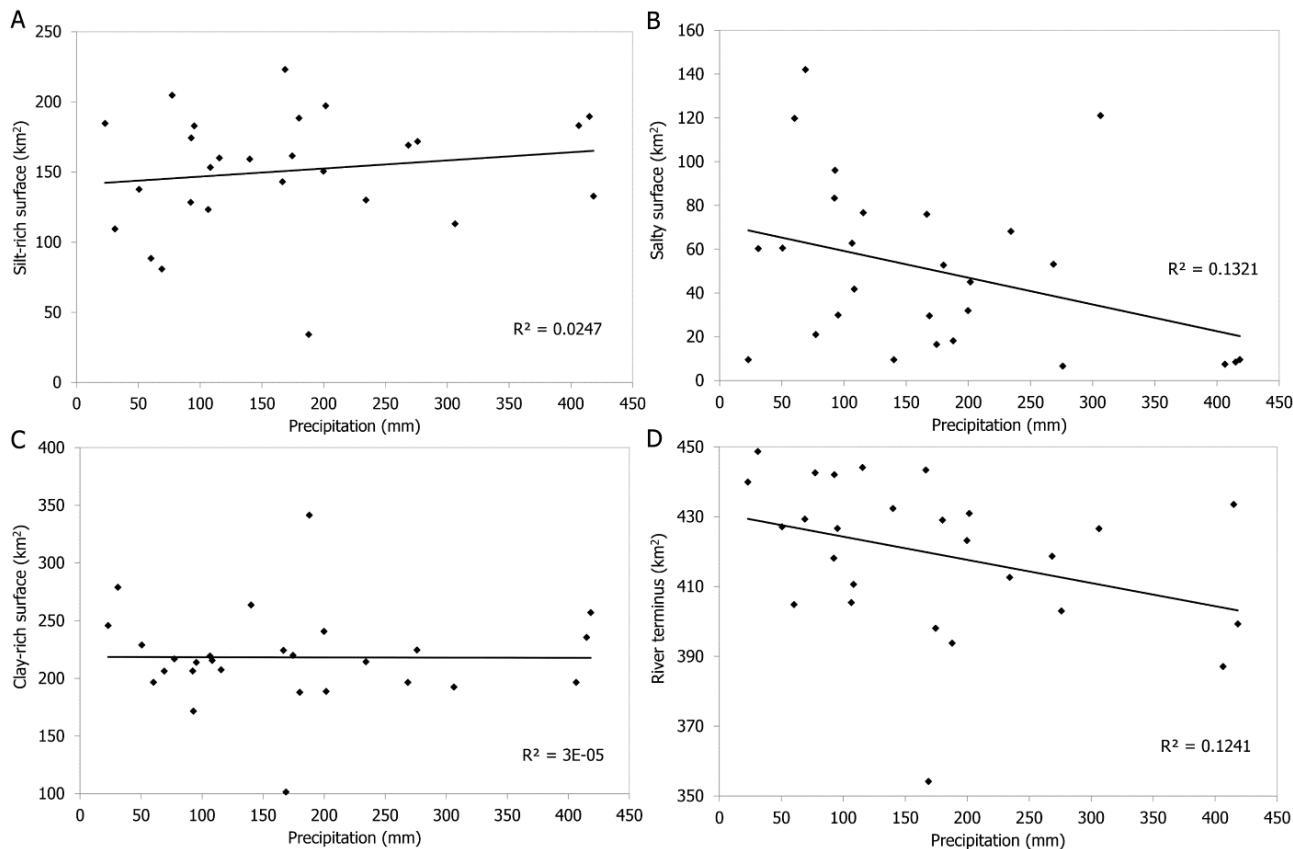 A
250
200
150
100
50
0
Silt-rich surface (km²)
R² = 0.0247
0 50 100 150 200 250 300 350 400 450
Precipitation (mm)
B
160
140
120
100
80
60
40
20
0
Salty surface (km²)
R² = 0.1321
0 50 100 150 200 250 300 350 400 450
Precipitation (mm)
C
400
350
300
250
200
150
100
Clay-rich surface (km²)
R² = 3E-05
0 50 100 150 200 250 300 350 400 450
Precipitation (mm)
D
450
430
410
390
370
350
River terminus (km²)
R² = 0.1241
0 50 100 150 200 250 300 350 400 450
Precipitation (mm)